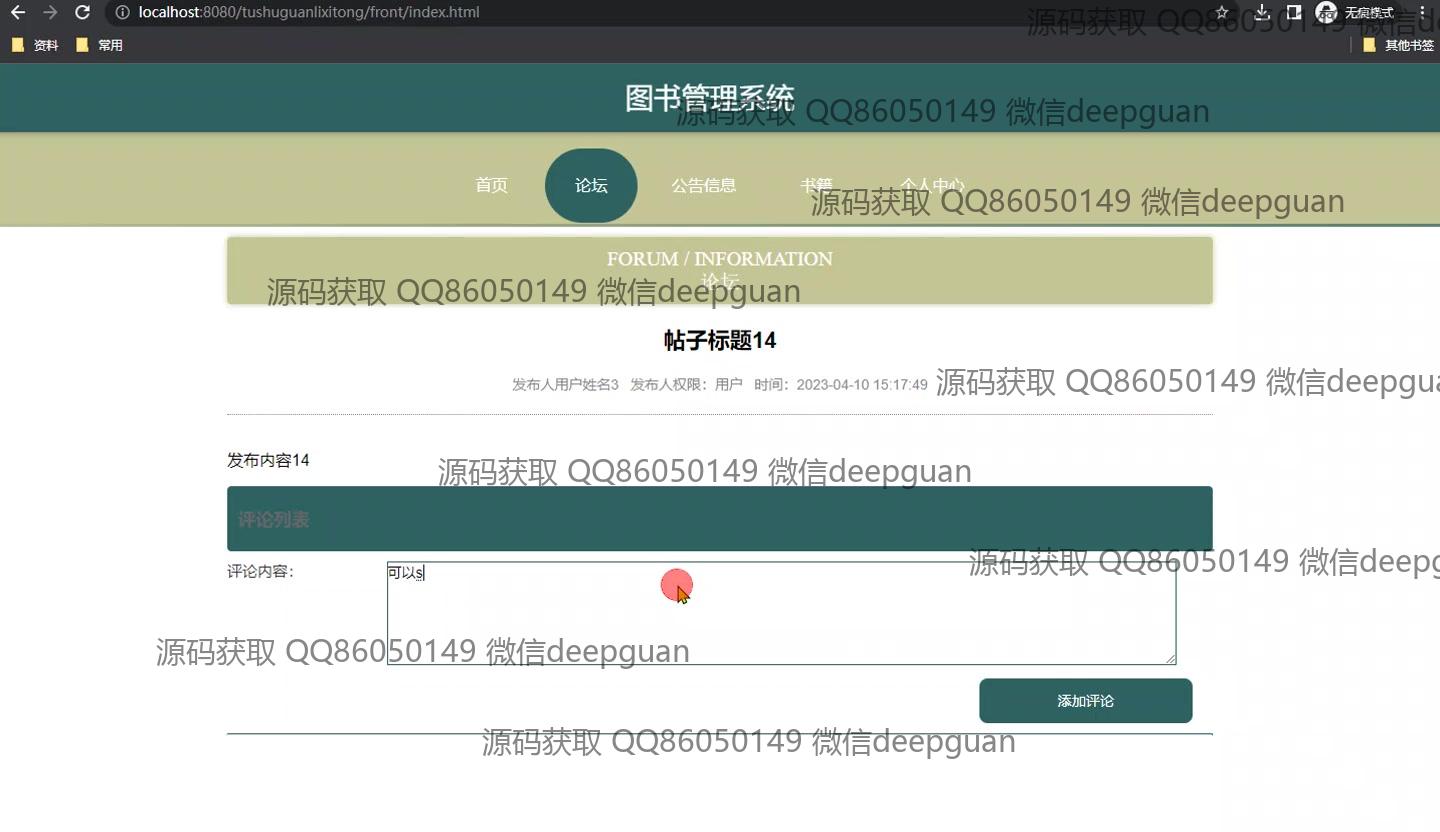 localhost:8080/tushuguanlixitong/front/index.html
无痕模式
源码获取 QQ86050149 微信de
资料 常用 其他书签
图书管理系统
源码获取 QQ86050149 微信deepguan
首页 论坛 公告信息 书籍 个人中心
源码获取 QQ86050149 微信deepguan
FORUM / INFORMATION
论坛
源码获取 QQ86050149 微信deepguan
帖子标题14
发布人用户姓名3 发布人权限：用户 时间：2023-04-10 15:17:49
源码获取 QQ86050149 微信deepgua
发布内容14
源码获取 QQ86050149 微信deepguan
评论列表
源码获取 QQ86050149 微信deepg
评论内容：
可以s
源码获取 QQ86050149 微信deepguan
添加评论
源码获取 QQ86050149 微信deepguan